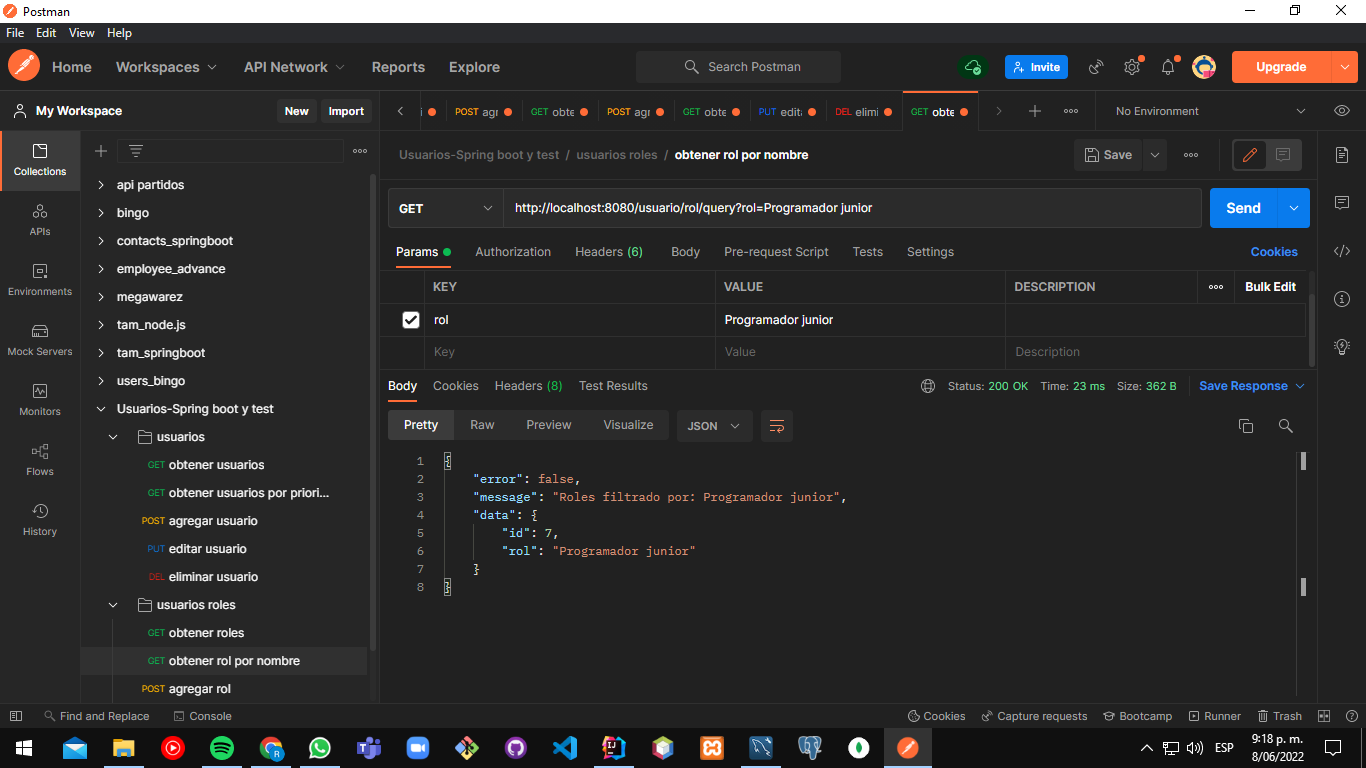 Postman
File Edit View Help
Home Workspaces API Network Reports Explore Search Postman Invite Upgrade
My Workspace New Import
POST agr GET obte POST agr GET obte PUT edit DEL elimi GET obte No Environment
Collections
APIs
Environments
Mock Servers
Monitors
Flows
History
api partidos
bingo
contacts_springboot
employee_advance
megawarez
tam_node.js
tam_springboot
users_bingo
Usuarios-Spring boot y test
usuarios
GET obtener usuarios
GET obtener usuarios por priori...
POST agregar usuario
PUT editar usuario
DEL eliminar usuario
usuarios roles
GET obtener roles
GET obtener rol por nombre
POST agregar rol
Usuarios-Spring boot y test / usuarios roles / obtener rol por nombre Save
GET http://localhost:8080/usuario/rol/query?rol=Programador junior Send
Params Authorization Headers (6) Body Pre-request Script Tests Settings Cookies
KEY VALUE DESCRIPTION Bulk Edit
rol Programador junior
Key Value Description
Body Cookies Headers (8) Test Results Status: 200 OK Time: 23 ms Size: 362 B Save Response
Pretty Raw Preview Visualize JSON
1 {
2 "error": false,
3 "message": "Roles filtrado por: Programador junior",
4 "data": {
5 "id": 7,
6 "rol": "Programador junior"
7 }
8 }
Find and Replace Console Cookies Capture requests Bootcamp Runner Trash
ESP 9:18 p. m.
8/06/2022